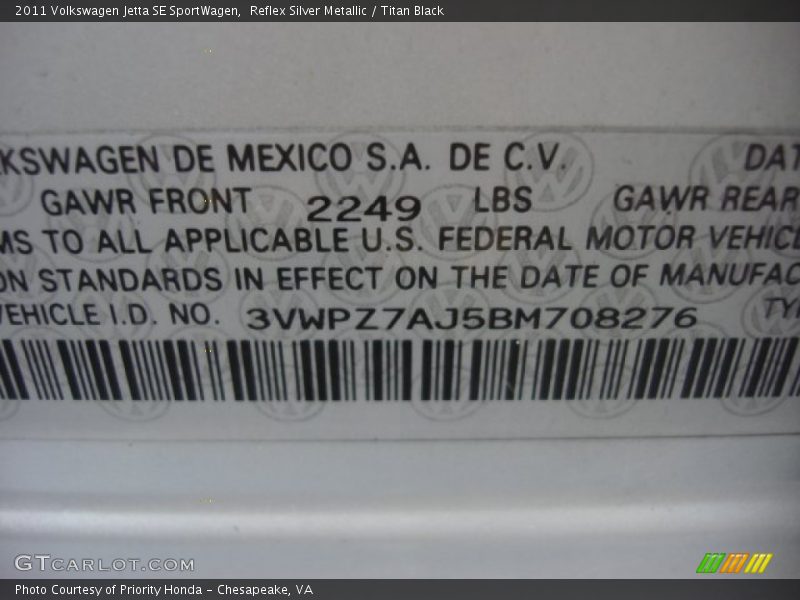 2011 Volkswagen Jetta SE SportWagen, Reflex Silver Metallic / Titan Black
KSWAGEN DE MEXICO S.A. DE C.V. DAT
GAWR FRONT 2249 LBS GAWR REAR
MS TO ALL APPLICABLE U.S. FEDERAL MOTOR VEHICL
ON STANDARDS IN EFFECT ON THE DATE OF MANUFAC
VEHICLE I.D. NO. 3VWPZ7AJ5BM708276 TY
GTCARLOT.COM
Photo Courtesy of Priority Honda - Chesapeake, VA